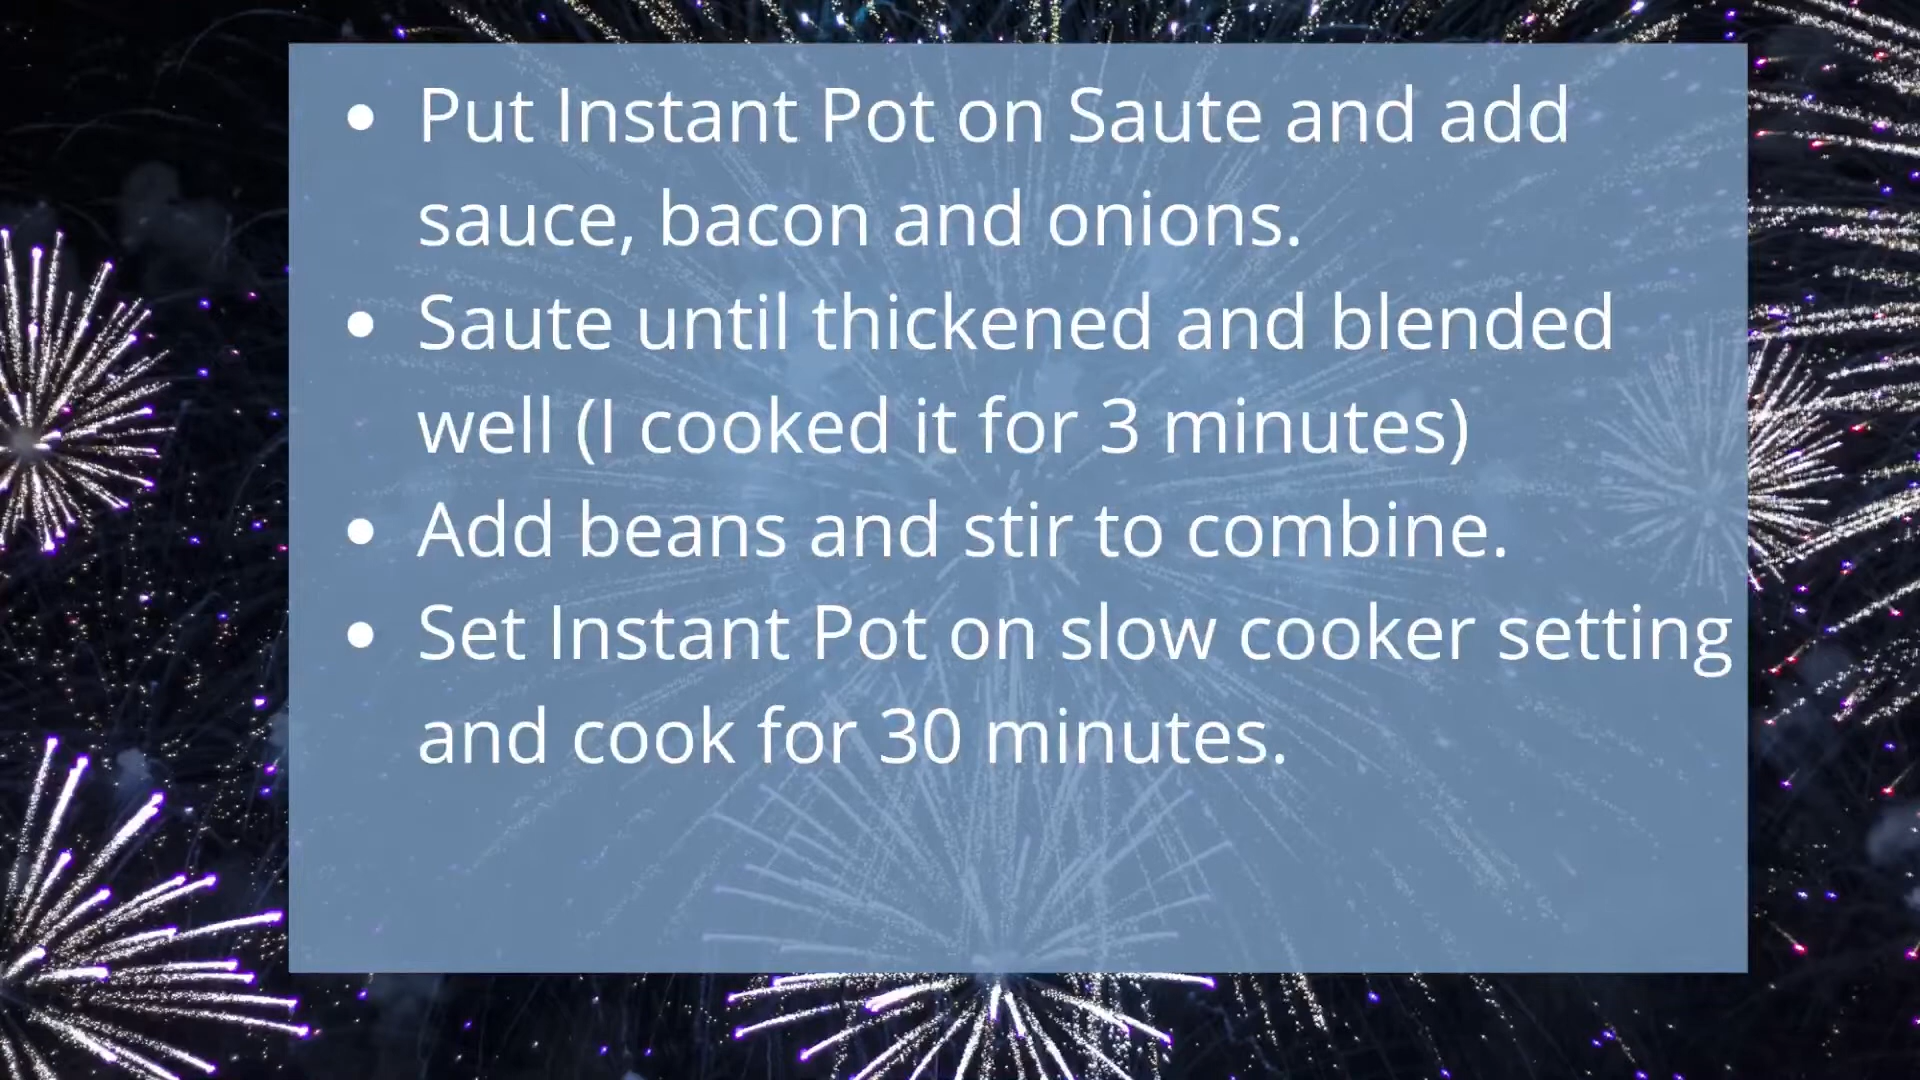 • Put Instant Pot on Saute and add
sauce, bacon and onions.
• Saute until thickened and blended
well (I cooked it for 3 minutes)
• Add beans and stir to combine.
• Set Instant Pot on slow cooker setting
and cook for 30 minutes.